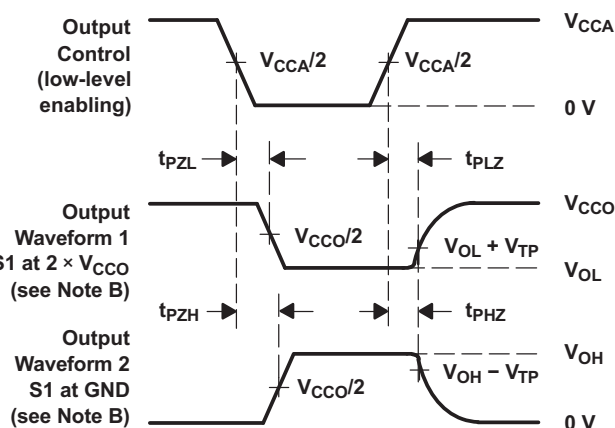 Output
Control
(low-level
enabling)
VCCA
VCCA/2
VCCA/2
0 V
tPZL
tPLZ
Output
Waveform 1
S1 at 2 × VCCO
(see Note B)
VCCO
VCCO/2
VOL + VTP
VOL
tPZH
tPHZ
Output
Waveform 2
S1 at GND
(see Note B)
VOH
VCCO/2
VOH − VTP
0 V